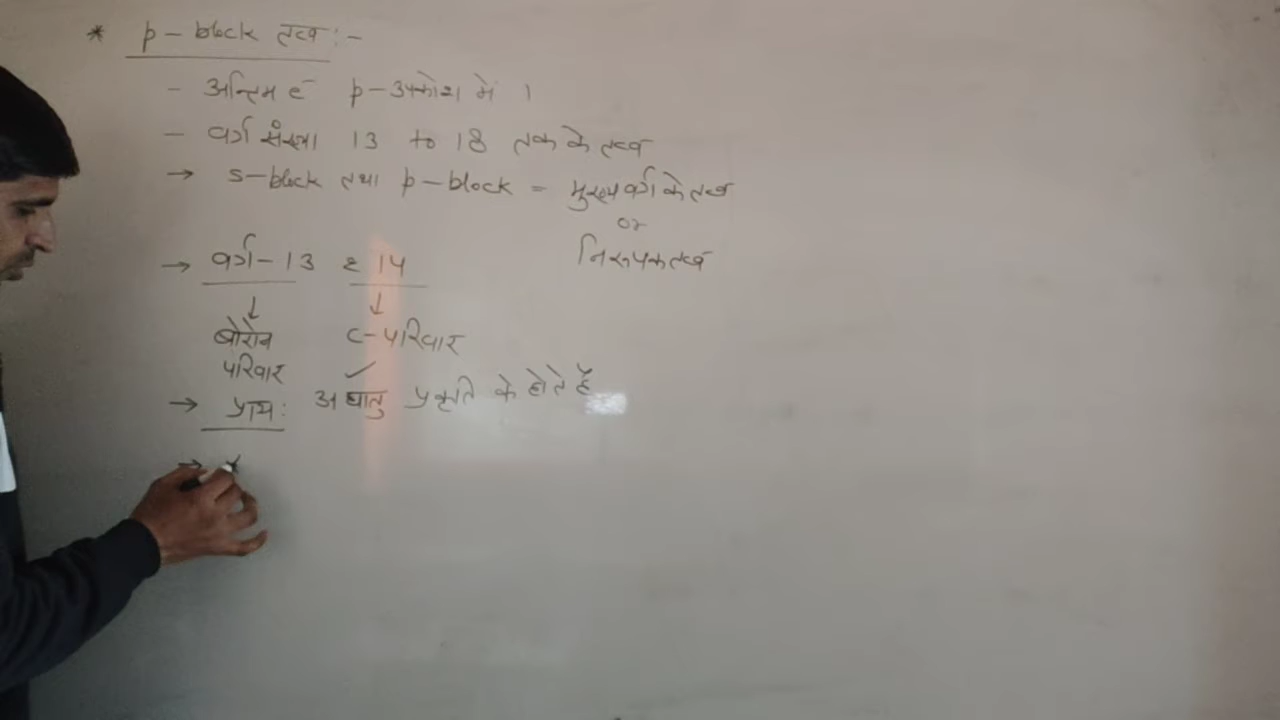 * p-block तत्व :-
- अन्तिम e⁻ p-उपकोश में ।
- वर्ग संख्या 13 to 18 तक के तत्व
→ s-block तथा p-block = मुख्य वर्ग के तत्व
or
निरूपक तत्व
→ वर्ग-13 & 14
↓ ↓
बोरोन C-परिवार
परिवार
→ प्रायः अधातु प्रकृति के होते हैं
→